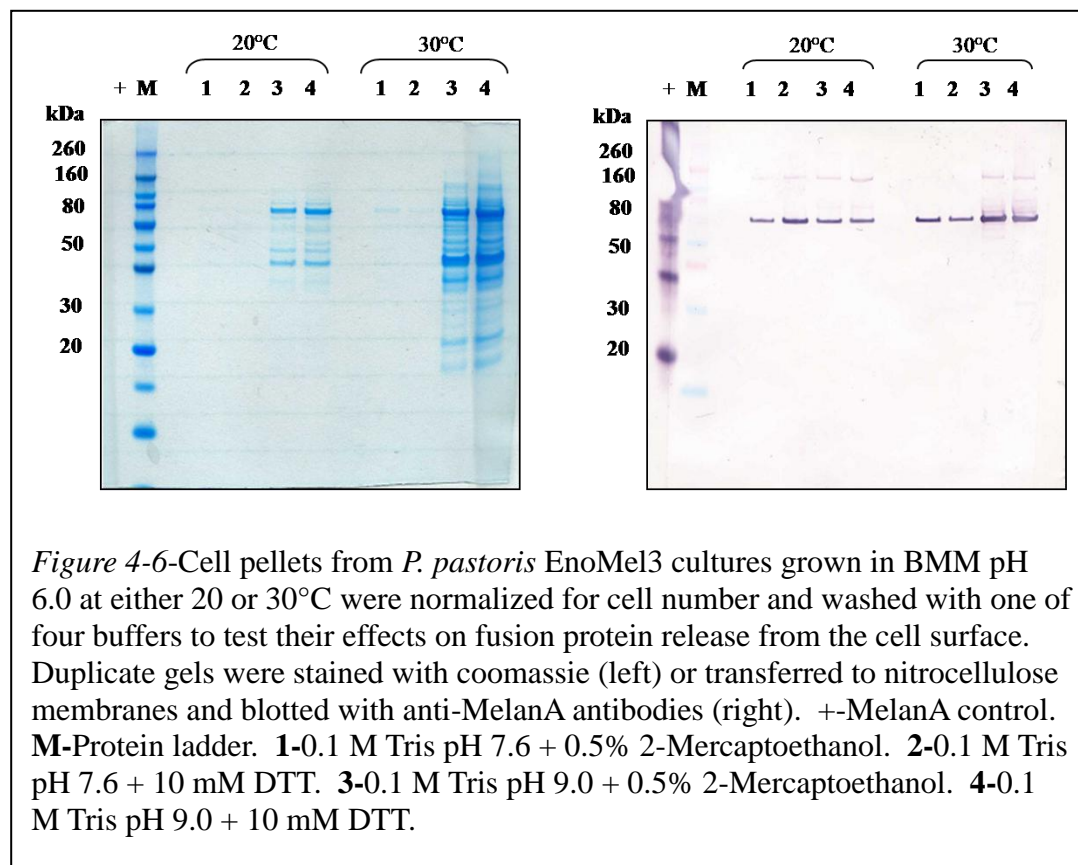 20°C 30°C
+ M 1 2 3 4 1 2 3 4
kDa
260
160
80
50
30
20
20°C 30°C
+ M 1 2 3 4 1 2 3 4
kDa
260
160
80
50
30
20
Figure 4-6-Cell pellets from P. pastoris EnoMel3 cultures grown in BMM pH
6.0 at either 20 or 30°C were normalized for cell number and washed with one of
four buffers to test their effects on fusion protein release from the cell surface.
Duplicate gels were stained with coomassie (left) or transferred to nitrocellulose
membranes and blotted with anti-MelanA antibodies (right). +-MelanA control.
M-Protein ladder. 1-0.1 M Tris pH 7.6 + 0.5% 2-Mercaptoethanol. 2-0.1 M Tris
pH 7.6 + 10 mM DTT. 3-0.1 M Tris pH 9.0 + 0.5% 2-Mercaptoethanol. 4-0.1
M Tris pH 9.0 + 10 mM DTT.